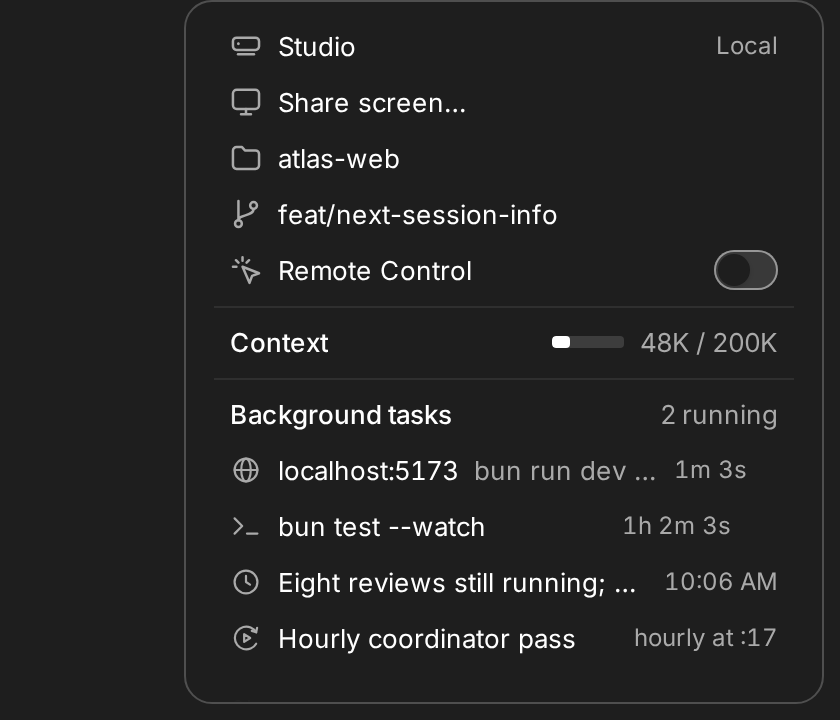 Studio Local
Share screen…
atlas-web
feat/next-session-info
Remote Control
Context 48K / 200K
Background tasks 2 running
localhost:5173 bun run dev … 1m 3s
bun test --watch 1h 2m 3s
Eight reviews still running; … 10:06 AM
Hourly coordinator pass hourly at :17